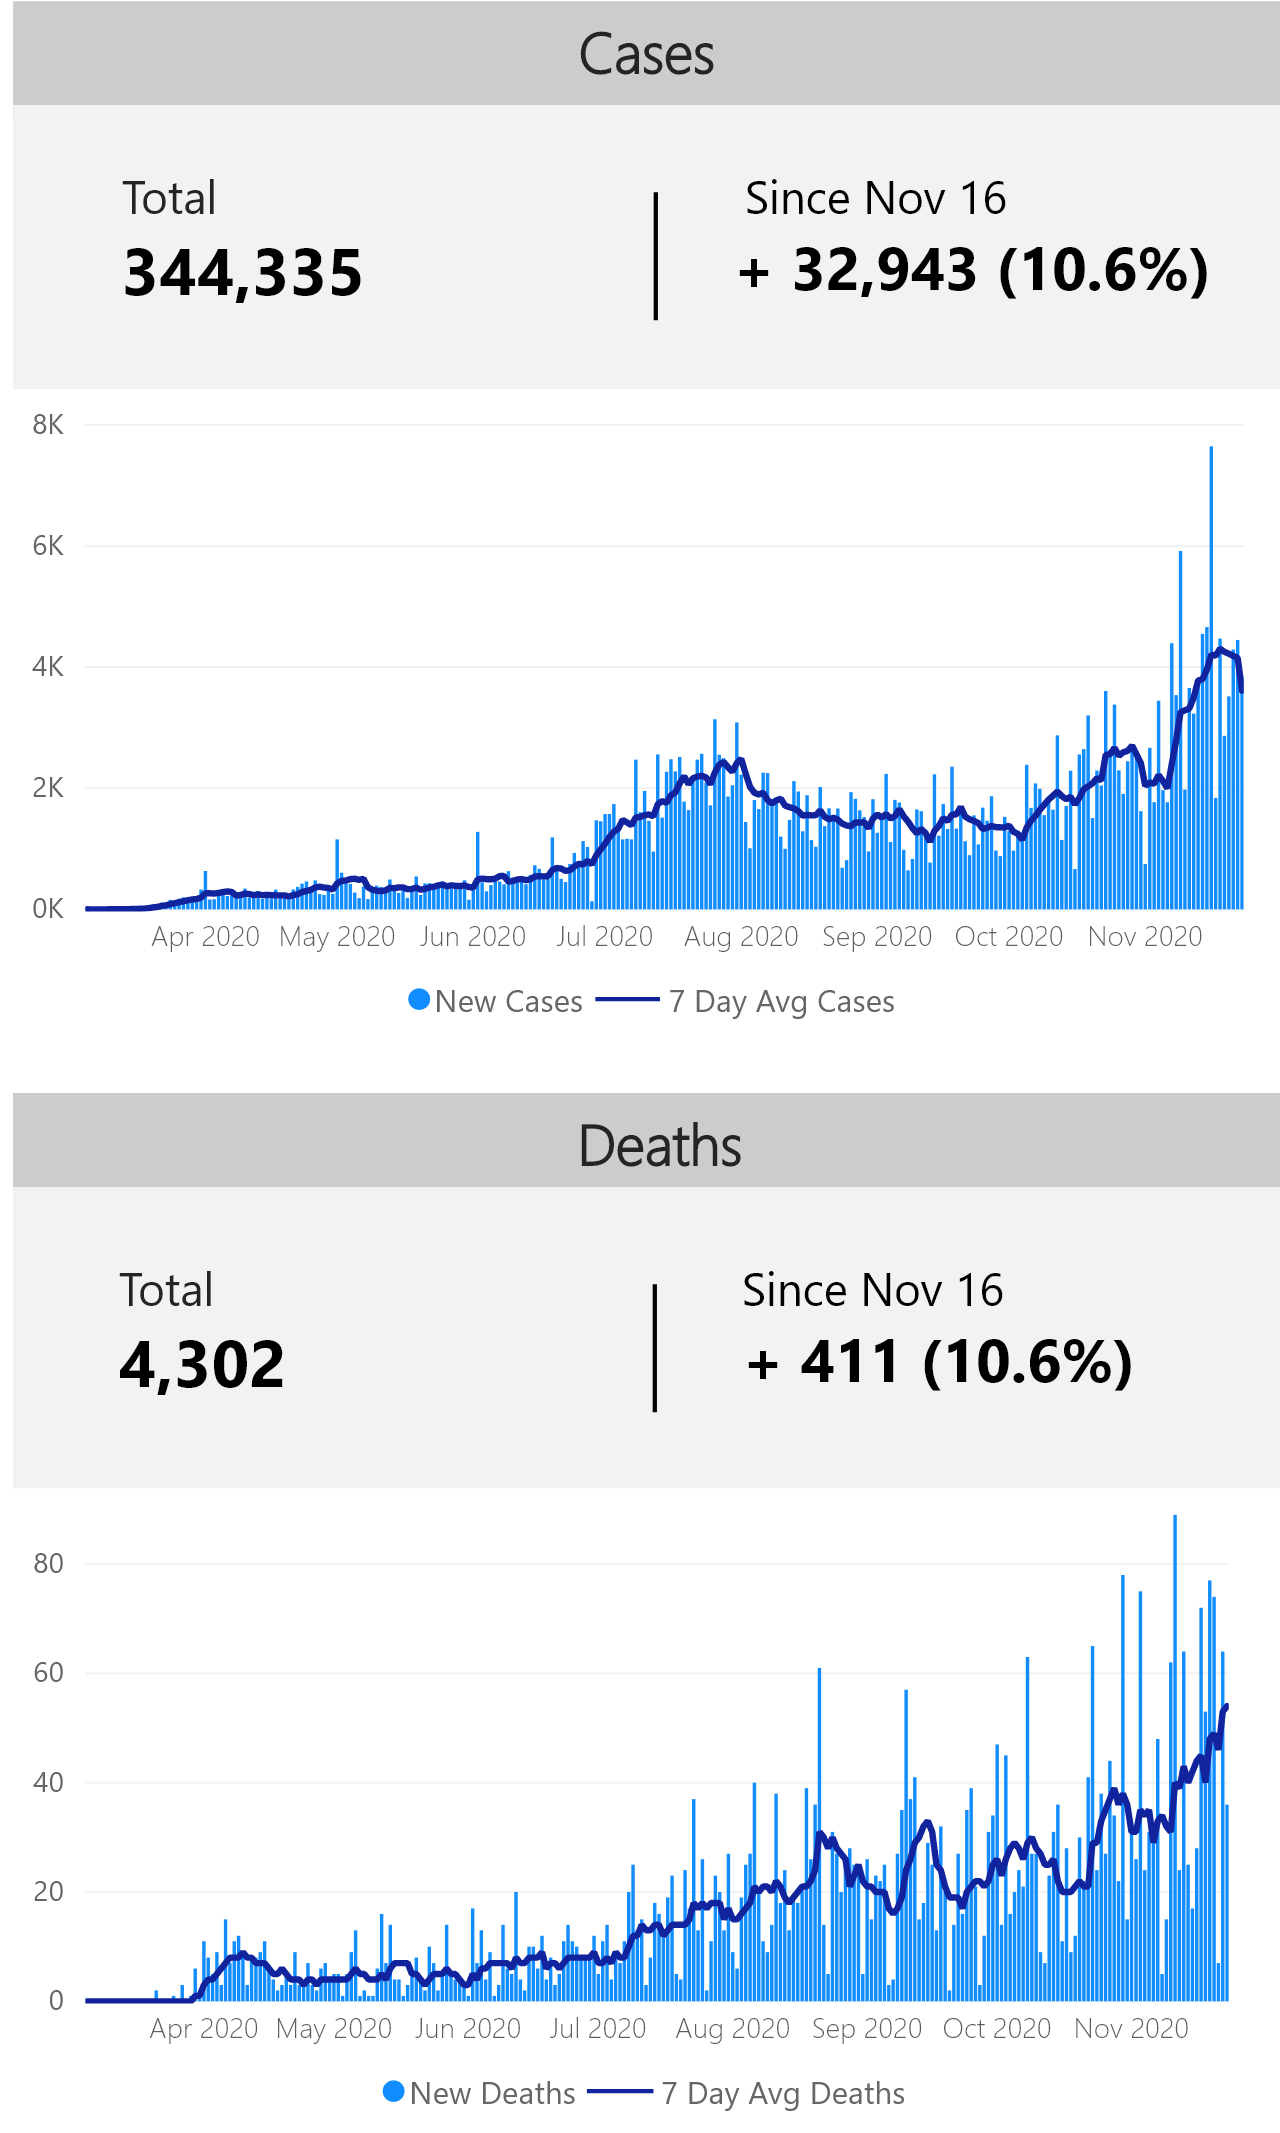 Cases
Total
Since Nov 16
344,335
+ 32,943 (10.6%)
8K
6K
4K
2K
0K
Apr 2020 May 2020 Jun 2020 Jul 2020 Aug 2020 Sep 2020 Oct 2020 Nov 2020
New Cases 7 Day Avg Cases
Deaths
Total
Since Nov 16
4,302
+ 411 (10.6%)
80
60
40
20
0
Apr 2020 May 2020 Jun 2020 Jul 2020 Aug 2020 Sep 2020 Oct 2020 Nov 2020
New Deaths 7 Day Avg Deaths